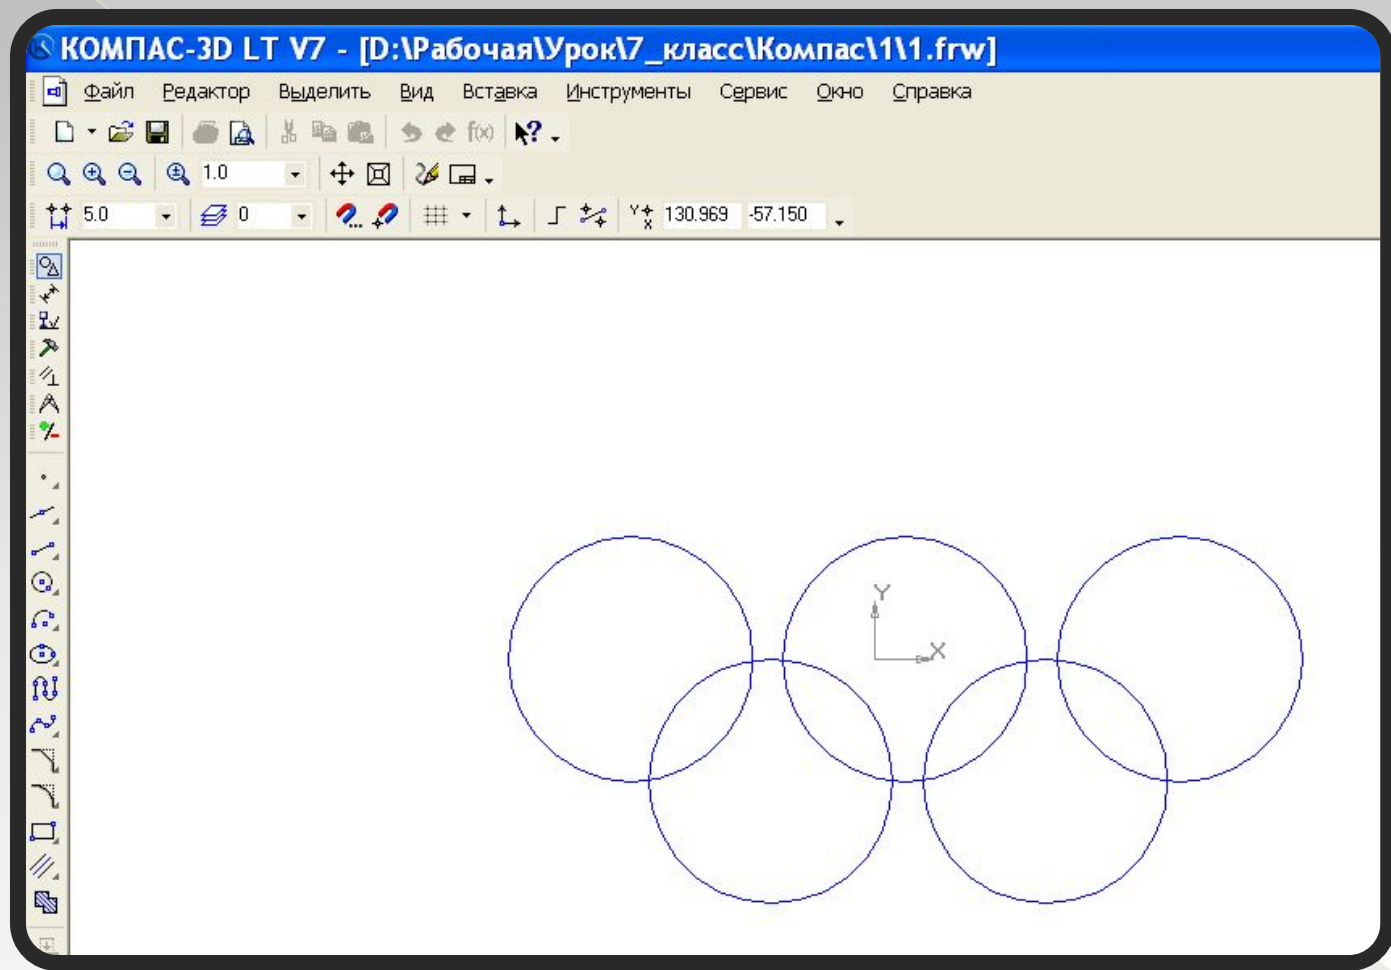 КОМПАС-3D LT V7 - [D:\Рабочая\Урок\7_класс\Компас\1\1.frw]
Файл Редактор Выделить Вид Вставка Инструменты Сервис Окно Справка
f(x) ?
1.0
5.0 0 Y X 130.969 -57.150
Y
X